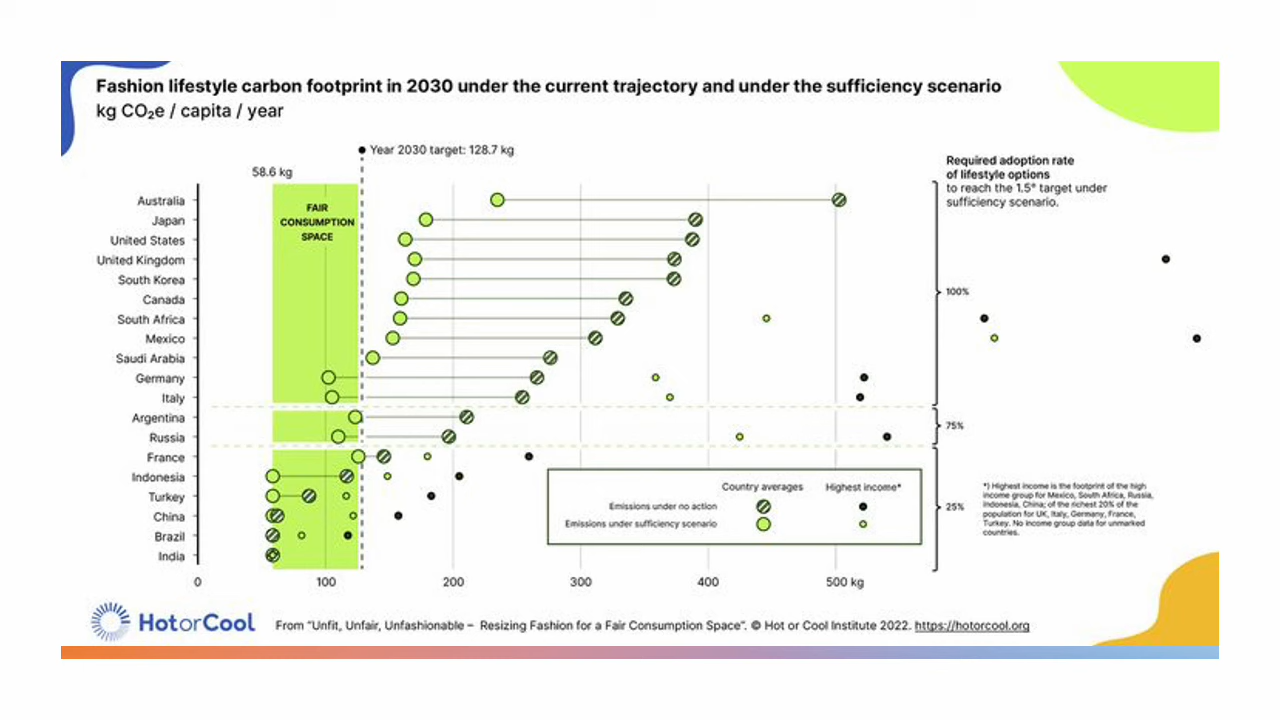 Fashion lifestyle carbon footprint in 2030 under the current trajectory and under the sufficiency scenario
kg CO₂e / capita / year
Year 2030 target: 128.7 kg
58.6 kg
Required adoption rate
of lifestyle options
to reach the 1.5° target under
sufficiency scenario.
FAIR
CONSUMPTION
SPACE
Australia
Japan
United States
United Kingdom
South Korea
Canada
South Africa
Mexico
Saudi Arabia
Germany
Italy
Argentina
Russia
France
Indonesia
Turkey
China
Brazil
India
100%
75%
25%
Country averages
Highest income*
Emissions under no action
Emissions under sufficiency scenario
*) Highest income is the footprint of the high
income group for Mexico, South Africa, Russia,
Indonesia, China; of the richest 20% of the
population for UK, Italy, Germany, France,
Turkey. No income group data for unmarked
countries.
0
100
200
300
400
500 kg
HotorCool
From "Unfit, Unfair, Unfashionable – Resizing Fashion for a Fair Consumption Space". © Hot or Cool Institute 2022. https://hotorcool.org